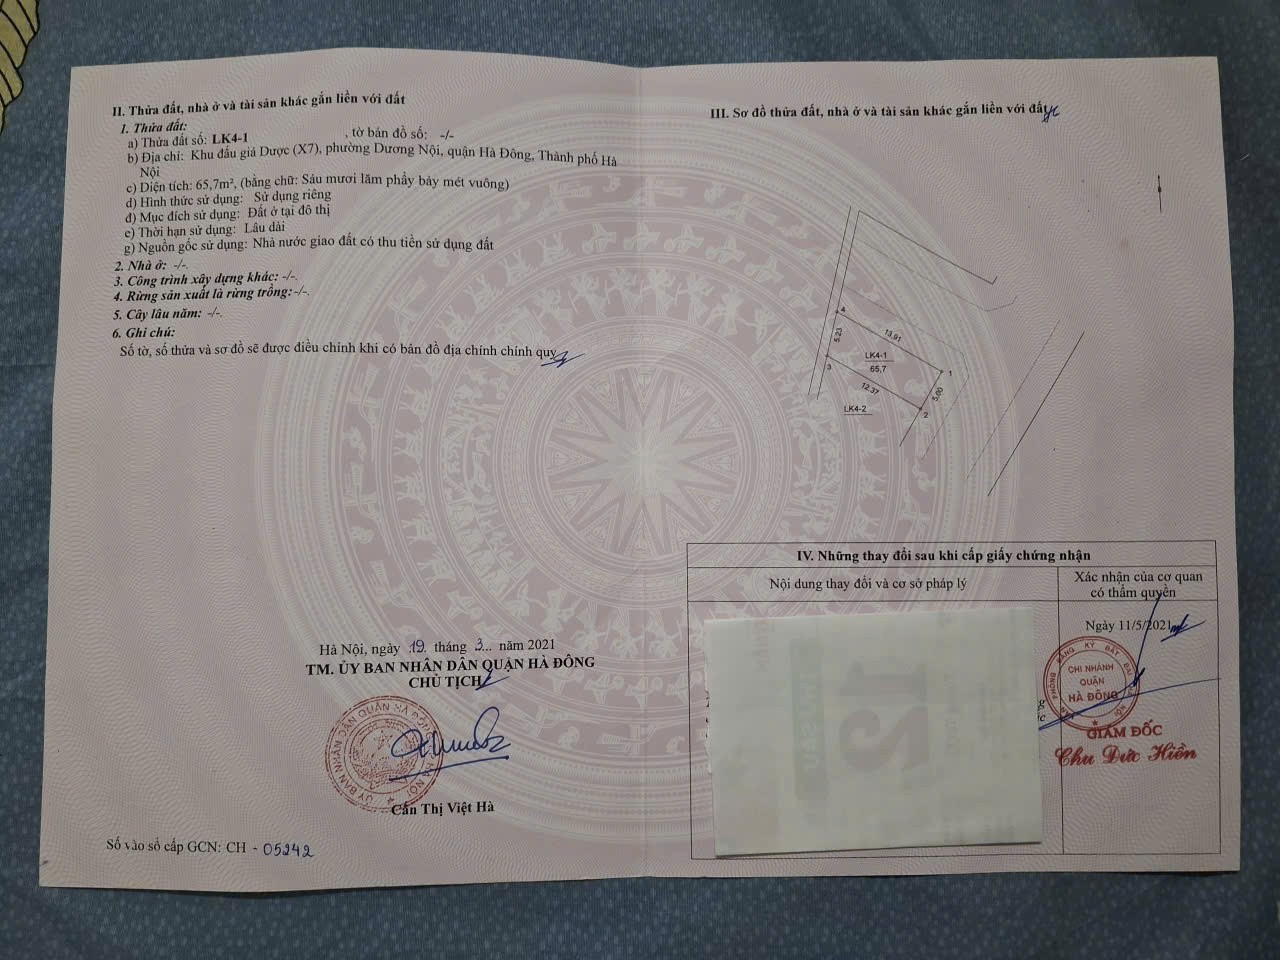 II. Thửa đất, nhà ở và tài sản khác gắn liền với đất
1. Thửa đất:
a) Thửa đất số: LK4-1 , tờ bản đồ số: -/-
b) Địa chỉ: Khu đấu giá Dược (X7), phường Dương Nội, quận Hà Đông, Thành phố Hà
Nội
c) Diện tích: 65,7m², (bằng chữ: Sáu mươi lăm phẩy bảy mét vuông)
d) Hình thức sử dụng: Sử dụng riêng
đ) Mục đích sử dụng: Đất ở tại đô thị
e) Thời hạn sử dụng: Lâu dài
g) Nguồn gốc sử dụng: Nhà nước giao đất có thu tiền sử dụng đất
2. Nhà ở: -/-.
3. Công trình xây dựng khác: -/-.
4. Rừng sản xuất là rừng trồng: -/-.
5. Cây lâu năm: -/-.
6. Ghi chú:
Số tờ, số thửa và sơ đồ sẽ được điều chỉnh khi có bản đồ địa chính chính quy
Hà Nội, ngày 19 tháng 3 năm 2021
TM. ỦY BAN NHÂN DÂN QUẬN HÀ ĐÔNG
CHỦ TỊCH
ỦY BAN NHÂN DÂN QUẬN HÀ ĐÔNG
HÀ NỘI
Cấn Thị Việt Hà
Số vào sổ cấp GCN: CH - 05242
III. Sơ đồ thửa đất, nhà ở và tài sản khác gắn liền với đất
4
13,91
5,23
LK4-1
65,7
1
3
12,37
5,00
2
LK4-2
IV. Những thay đổi sau khi cấp giấy chứng nhận
Nội dung thay đổi và cơ sở pháp lý
Xác nhận của cơ quan
có thẩm quyền
Ngày 11/5/2021
CHI NHÁNH
QUẬN
HÀ ĐÔNG
GIÁM ĐỐC
Chu Đức Hiền